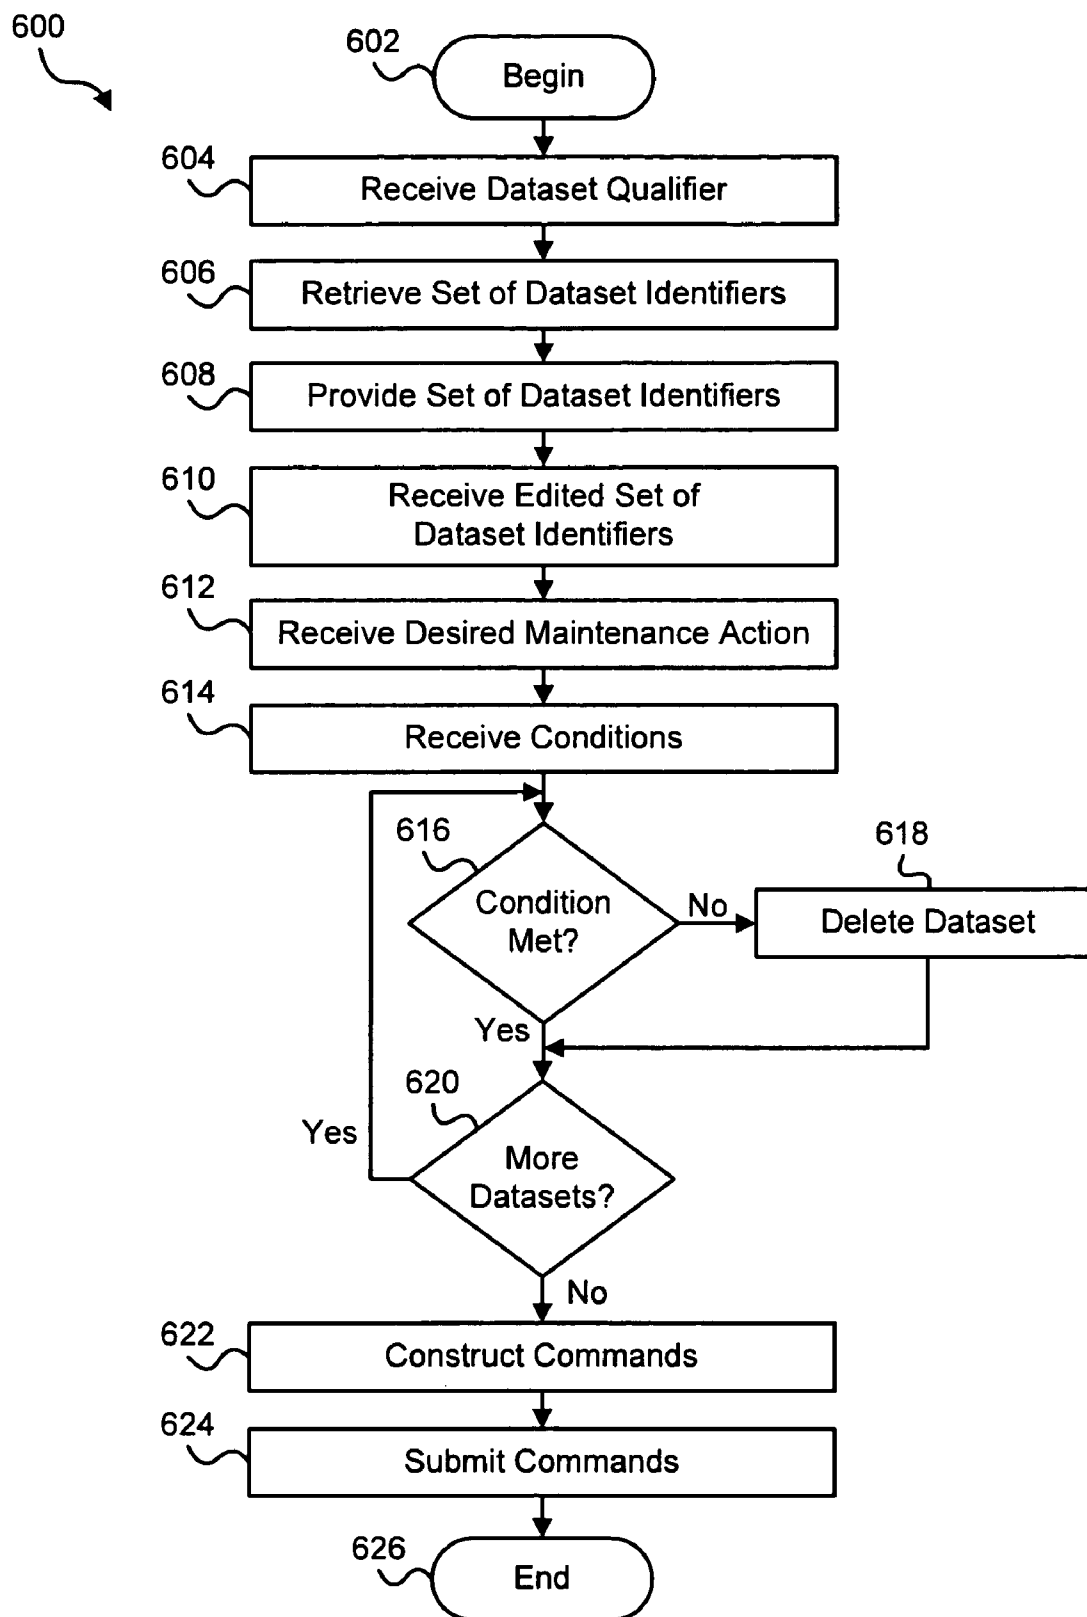 600
602
Begin
604
Receive Dataset Qualifier
606
Retrieve Set of Dataset Identifiers
608
Provide Set of Dataset Identifiers
610
Receive Edited Set of
Dataset Identifiers
612
Receive Desired Maintenance Action
614
Receive Conditions
616
Condition
Met?
No
618
Delete Dataset
Yes
620
Yes
More
Datasets?
No
622
Construct Commands
624
Submit Commands
626
End